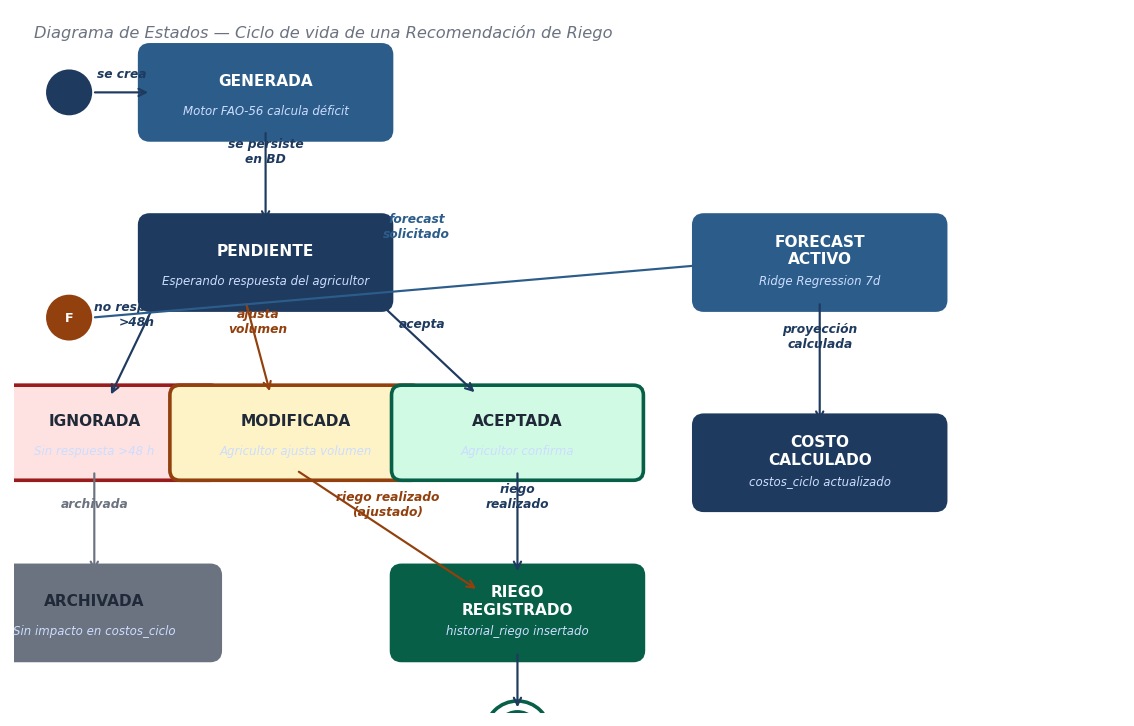 Diagrama de Estados — Ciclo de vida de una Recomendación de Riego
se crea
GENERADA
Motor FAO-56 calcula déficit
se persiste
en BD
forecast
solicitado
PENDIENTE
Esperando respuesta del agricultor
FORECAST
ACTIVO
Ridge Regression 7d
F
no
>48h
ajusta
volumen
acepta
proyección
calculada
IGNORADA
Sin respuesta >48 h
MODIFICADA
Agricultor ajusta volumen
ACEPTADA
Agricultor confirma
COSTO
CALCULADO
costos_ciclo actualizado
archivada
riego realizado
(ajustado)
riego
realizado
ARCHIVADA
Sin impacto en costos_ciclo
RIEGO
REGISTRADO
historial_riego insertado